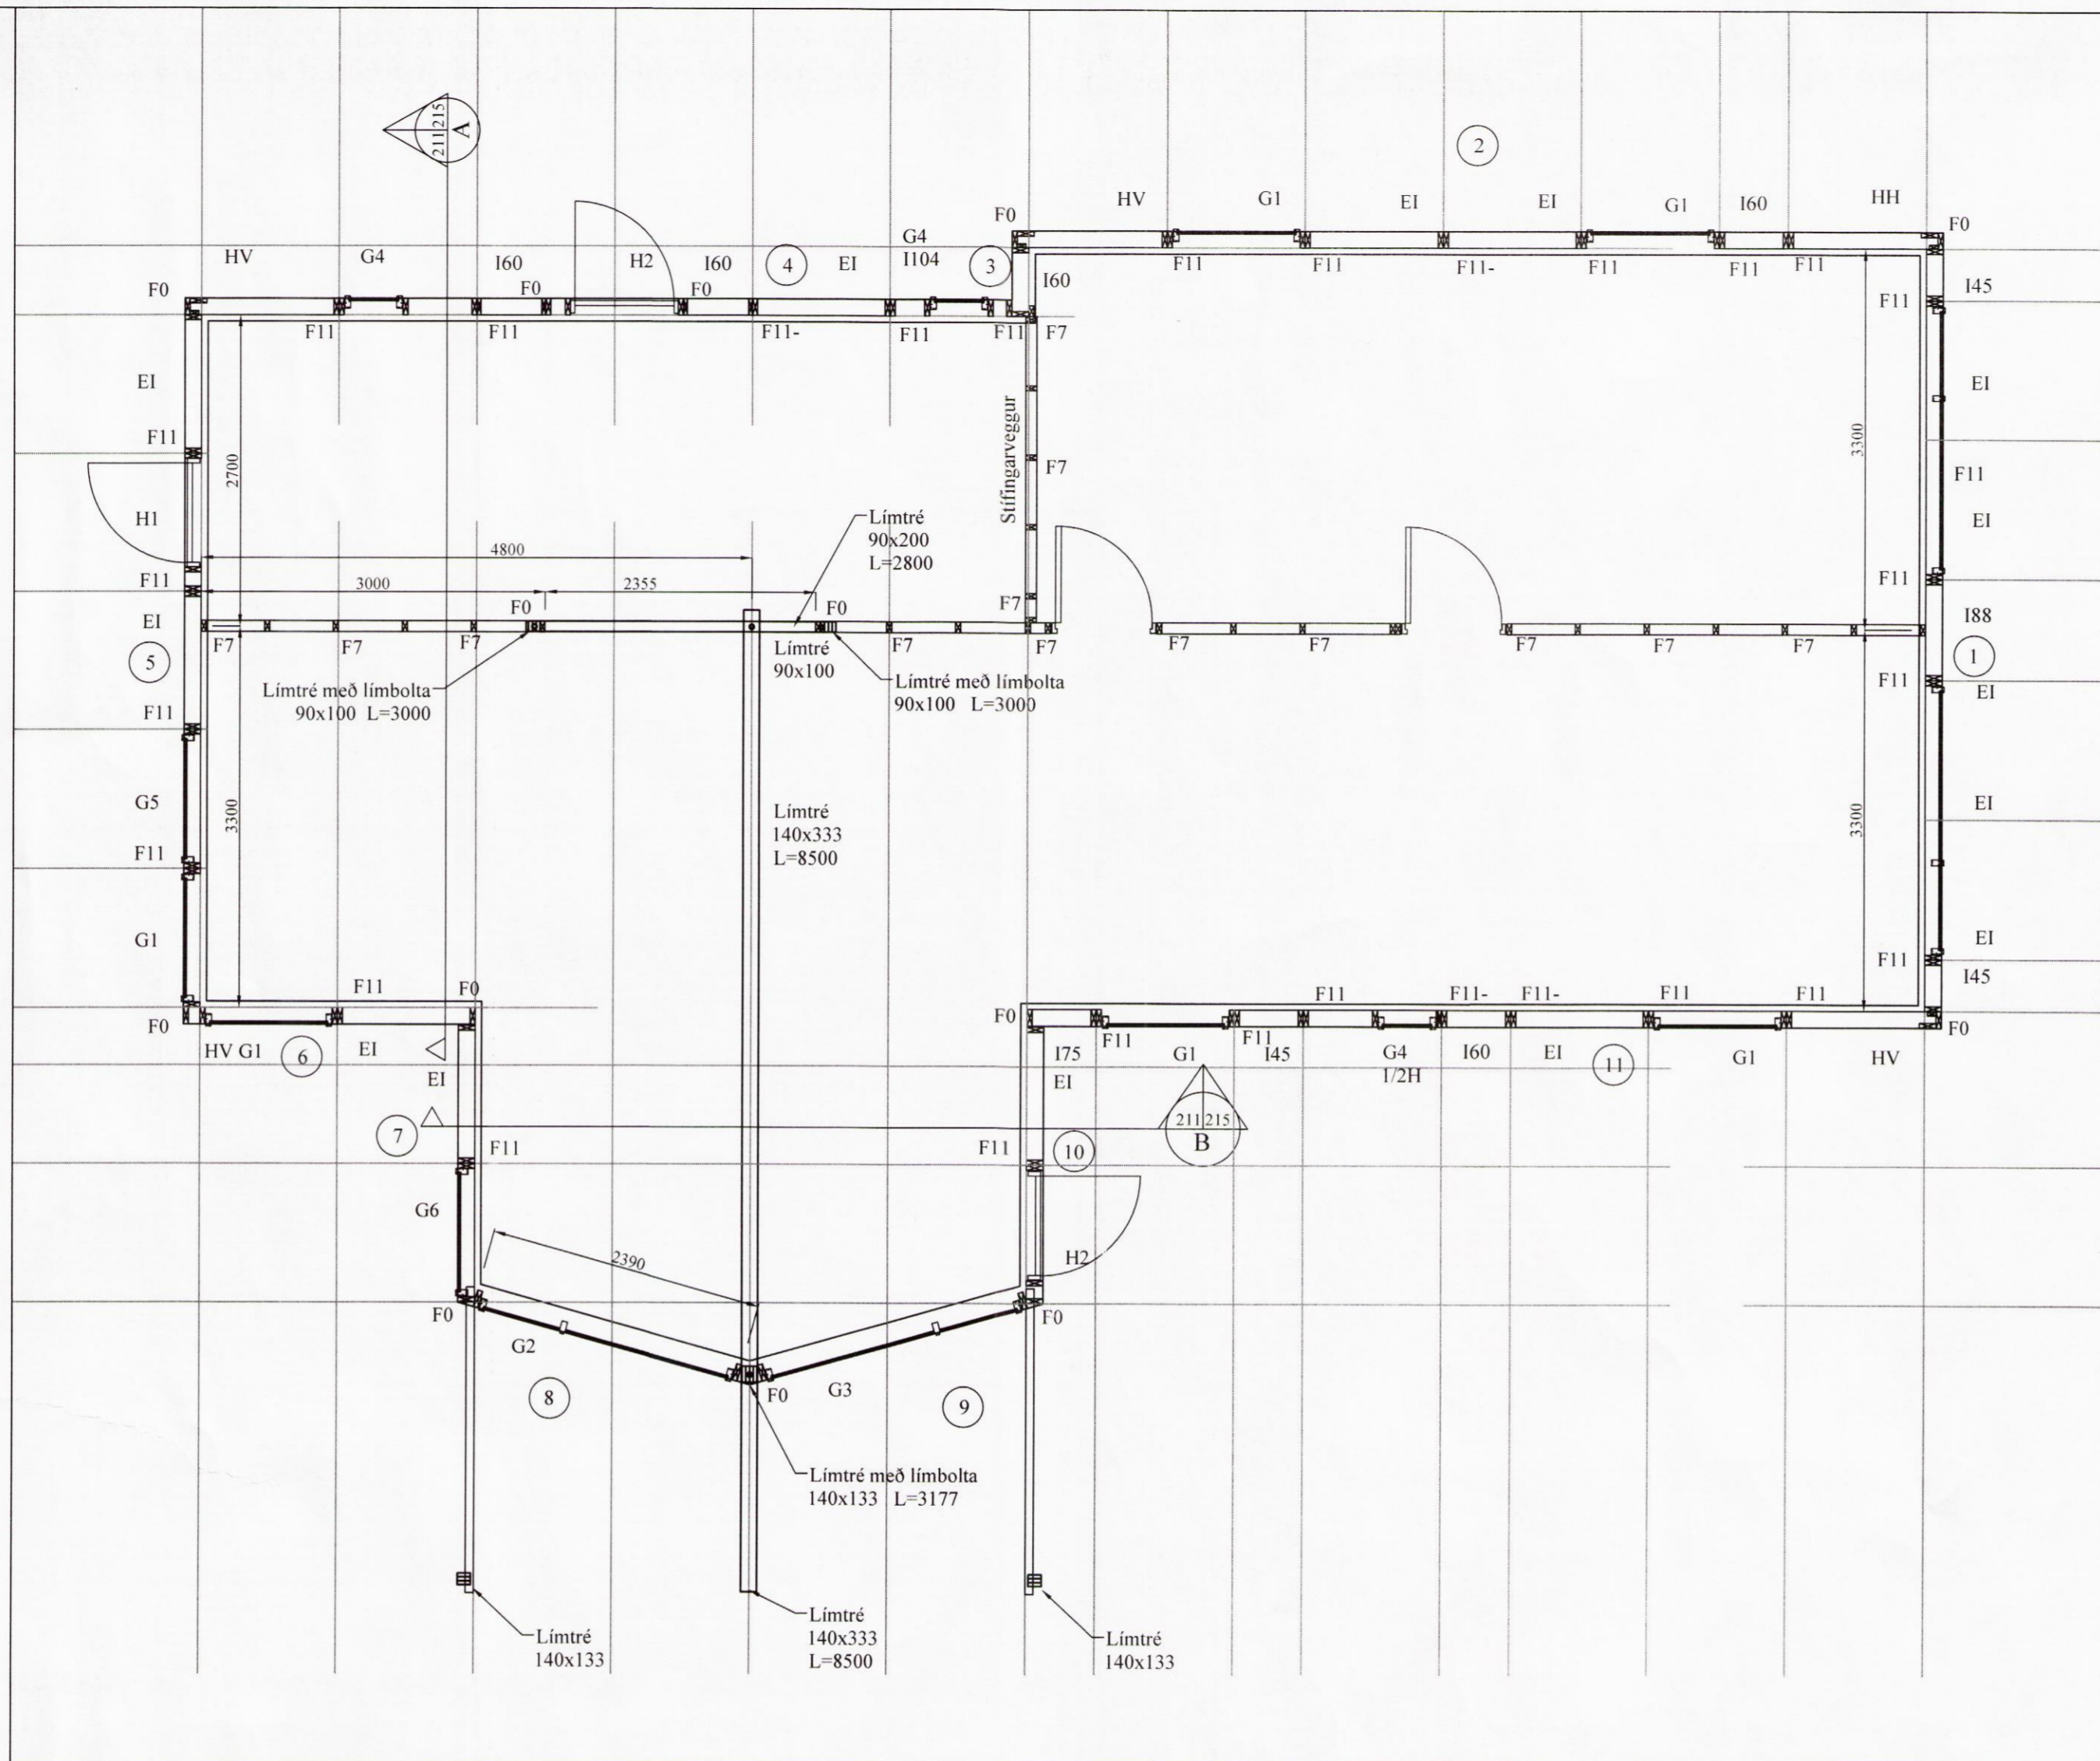 211 215
A
2
HV
G1
EI
EI
G1
I60
HH
F0
F0
HV
G4
I60
H2
I60
4
EI
G4
I104
3
F0
F0
F0
I60
F11
F11
F11-
F11
F11
F11
F11
I45
F11
F11
F11-
F11
F11
F7
EI
F11
2700
Stífingarveggur
F7
3300
EI
F11
EI
H1
Límtré
90x200
L=2800
4800
3000
2355
F11
F0
F0
F7
F11
I88
EI
5
F7
F7
F7
F7
F7
F7
F7
F7
F7
F7
1
Límtré
90x100
Límtré með límbolta
90x100 L=3000
Límtré með límbolta
90x100 L=3000
F11
EI
F11
G5
F11
3300
Límtré
140x333
L=8500
3300
EI
G1
EI
F11
I45
F11
F0
F0
F0
F11
F11-
F11-
F11
F11
F0
HV G1
6
EI
EI
F11
F11
I75
EI
G1
I45
G4
1/2H
I60
EI
11
G1
HV
7
211 215
B
F11
F11
10
G6
2390
H2
F0
F0
G2
8
F0
G3
9
Límtré með límbolta
140x133 L=3177
Límtré
140x133
Límtré
140x333
L=8500
Límtré
140x133